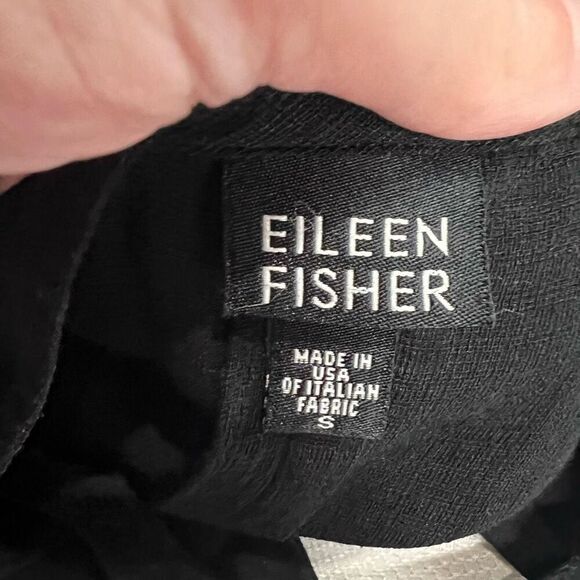 EILEEN
FISHER
MADE IN
USA
OF ITALIAN
FABRIC
S